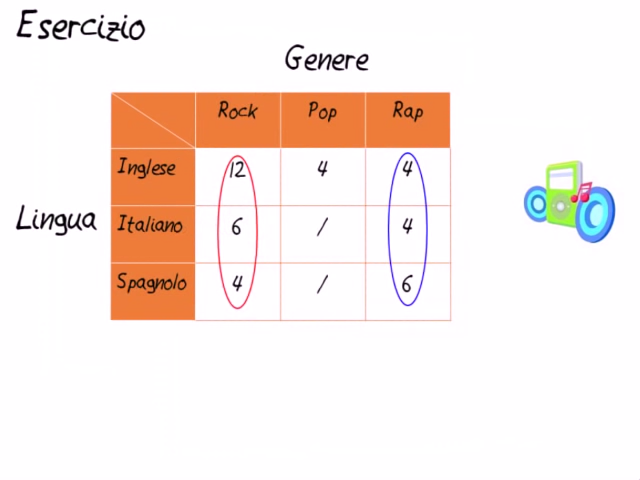 Esercizio
Genere
Rock Pop Rap
Inglese 12 4 4
Lingua Italiano 6 / 4
Spagnolo 4 / 6